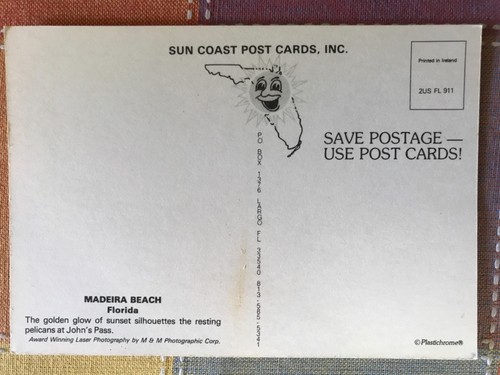 SUN COAST POST CARDS, INC.
Printed in Ireland
2US FL 911
SAVE POSTAGE —
USE POST CARDS!
PO BOX 1376 LARGO FL 33540 813-585-5341
MADEIRA BEACH
Florida
The golden glow of sunset silhouettes the resting
pelicans at John's Pass.
Award Winning Laser Photography by M & M Photographic Corp.
©Plastichrome®